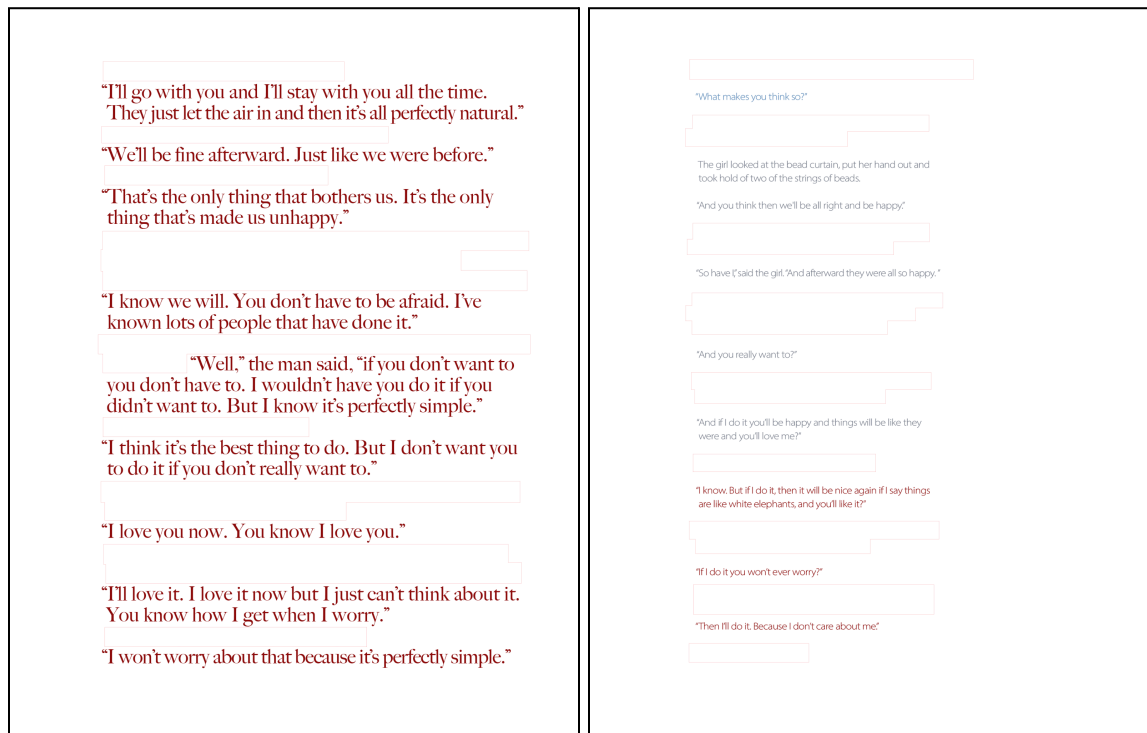 “I’ll go with you and I’ll stay with you all the time.
They just let the air in and then it’s all perfectly natural.”
“We’ll be fine afterward. Just like we were before.”
“That’s the only thing that bothers us. It’s the only
thing that’s made us unhappy.”
“I know we will. You don’t have to be afraid. I’ve
known lots of people that have done it.”
“Well,” the man said, “if you don’t want to
you don’t have to. I wouldn’t have you do it if you
didn’t want to. But I know it’s perfectly simple.”
“I think it’s the best thing to do. But I don’t want you
to do it if you don’t really want to.”
“I love you now. You know I love you.”
“I’ll love it. I love it now but I just can’t think about it.
You know how I get when I worry.”
“I won’t worry about that because it’s perfectly simple.”
“What makes you think so?”
The girl looked at the bead curtain, put her hand out and
took hold of two of the strings of beads.
“And you think then we’ll be all right and be happy.”
“So have I,” said the girl. “And afterward they were all so happy. ”
“And you really want to?”
“And if I do it you’ll be happy and things will be like they
were and you’ll love me?”
“I know. But if I do it, then it will be nice again if I say things
are like white elephants, and you’ll like it?”
“If I do it you won’t ever worry?”
“Then I’ll do it. Because I don’t care about me.”